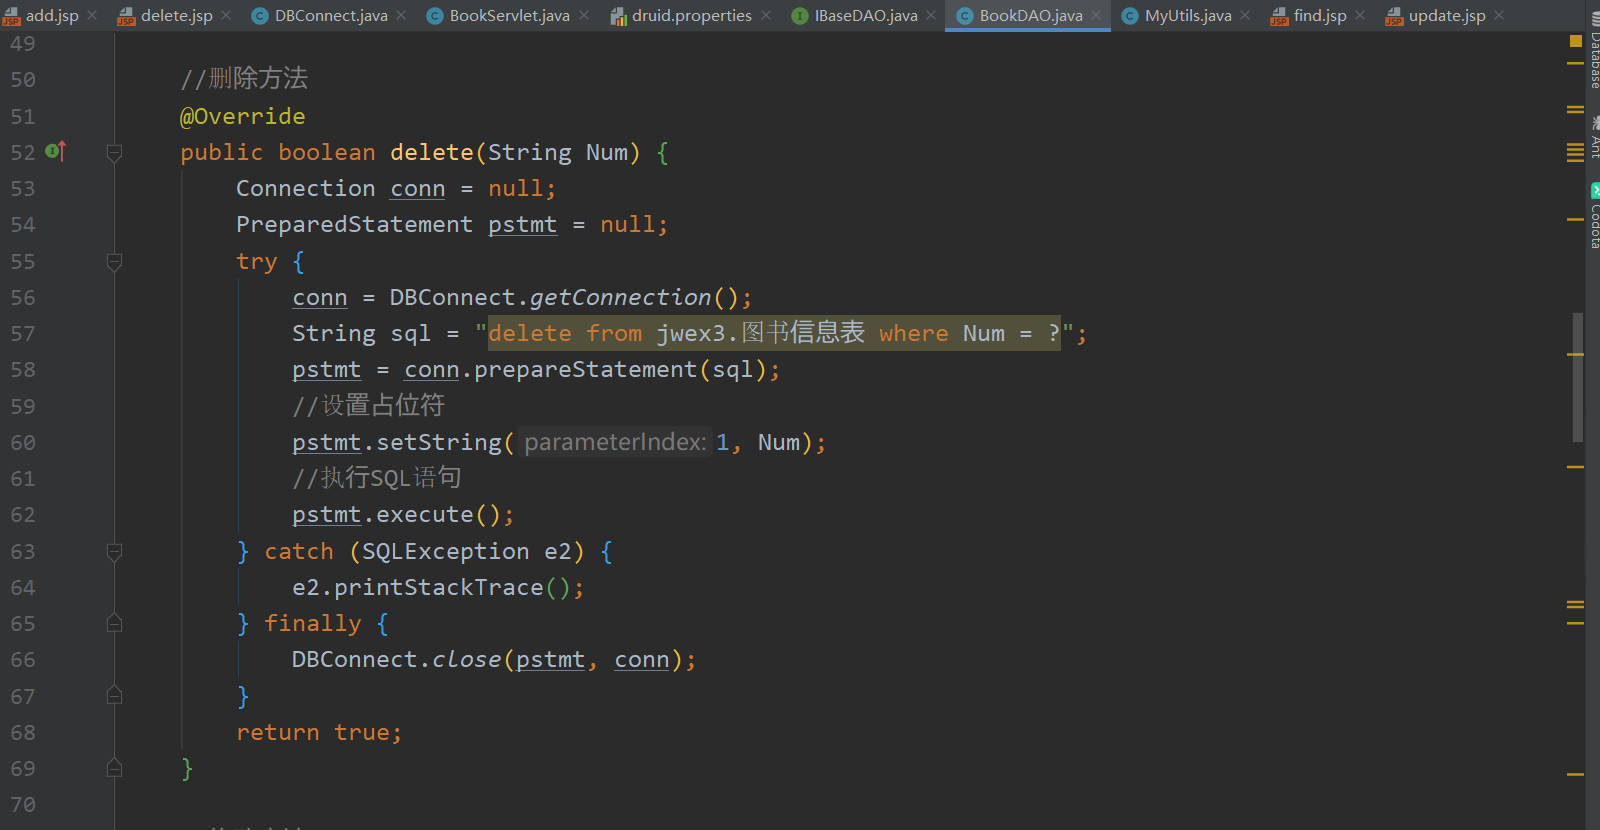 add.jsp delete.jsp DBConnect.java BookServlet.java druid.properties IBaseDAO.java BookDAO.java MyUtils.java find.jsp update.jsp
49
50 //删除方法
51 @Override
52 public boolean delete(String Num) {
53 Connection conn = null;
54 PreparedStatement pstmt = null;
55 try {
56 conn = DBConnect.getConnection();
57 String sql = "delete from jwex3.图书信息表 where Num = ?";
58 pstmt = conn.prepareStatement(sql);
59 //设置占位符
60 pstmt.setString( parameterIndex: 1, Num);
61 //执行SQL语句
62 pstmt.execute();
63 } catch (SQLException e2) {
64 e2.printStackTrace();
65 } finally {
66 DBConnect.close(pstmt, conn);
67 }
68 return true;
69 }
70
Database
Ant
Codota